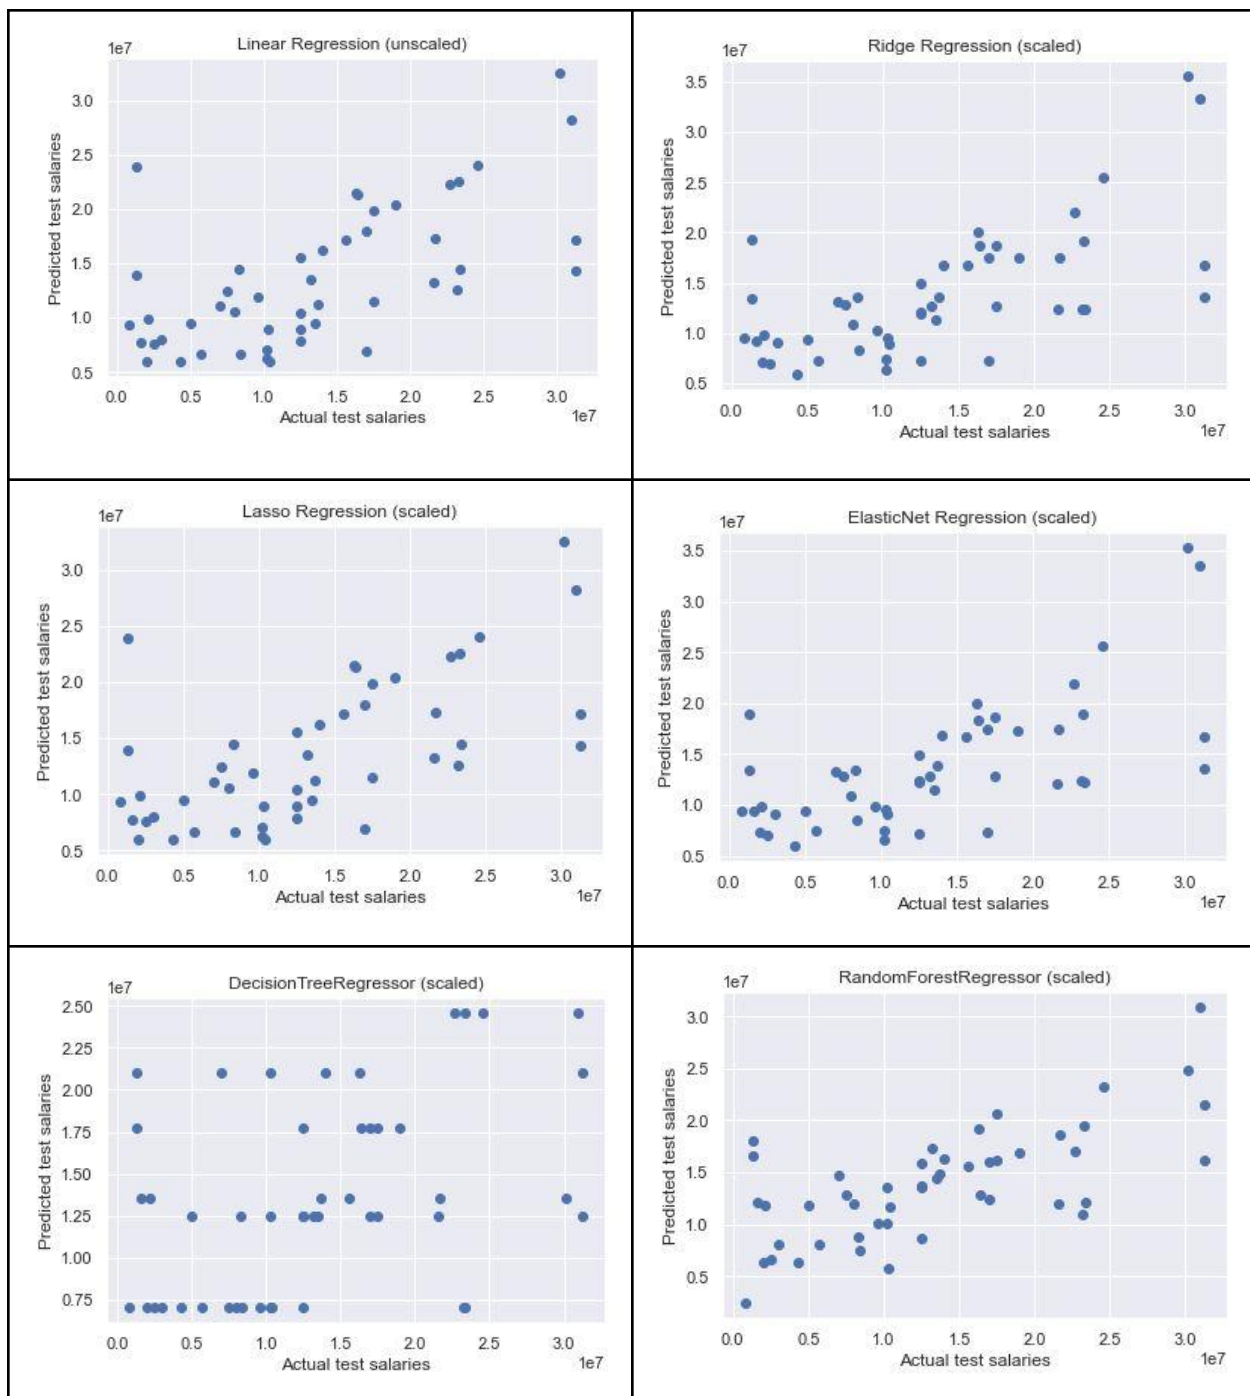 Linear Regression (unscaled)
1e7
3.0
2.5
2.0
1.5
1.0
0.5
Predicted test salaries
0.0 0.5 1.0 1.5 2.0 2.5 3.0
1e7
Actual test salaries
Ridge Regression (scaled)
1e7
3.5
3.0
2.5
2.0
1.5
1.0
0.5
Predicted test salaries
0.0 0.5 1.0 1.5 2.0 2.5 3.0
1e7
Actual test salaries
Lasso Regression (scaled)
1e7
3.0
2.5
2.0
1.5
1.0
0.5
Predicted test salaries
0.0 0.5 1.0 1.5 2.0 2.5 3.0
1e7
Actual test salaries
ElasticNet Regression (scaled)
1e7
3.5
3.0
2.5
2.0
1.5
1.0
0.5
Predicted test salaries
0.0 0.5 1.0 1.5 2.0 2.5 3.0
1e7
Actual test salaries
DecisionTreeRegressor (scaled)
1e7
2.50
2.25
2.00
1.75
1.50
1.25
1.00
0.75
Predicted test salaries
0.0 0.5 1.0 1.5 2.0 2.5 3.0
1e7
Actual test salaries
RandomForestRegressor (scaled)
1e7
3.0
2.5
2.0
1.5
1.0
0.5
Predicted test salaries
0.0 0.5 1.0 1.5 2.0 2.5 3.0
1e7
Actual test salaries